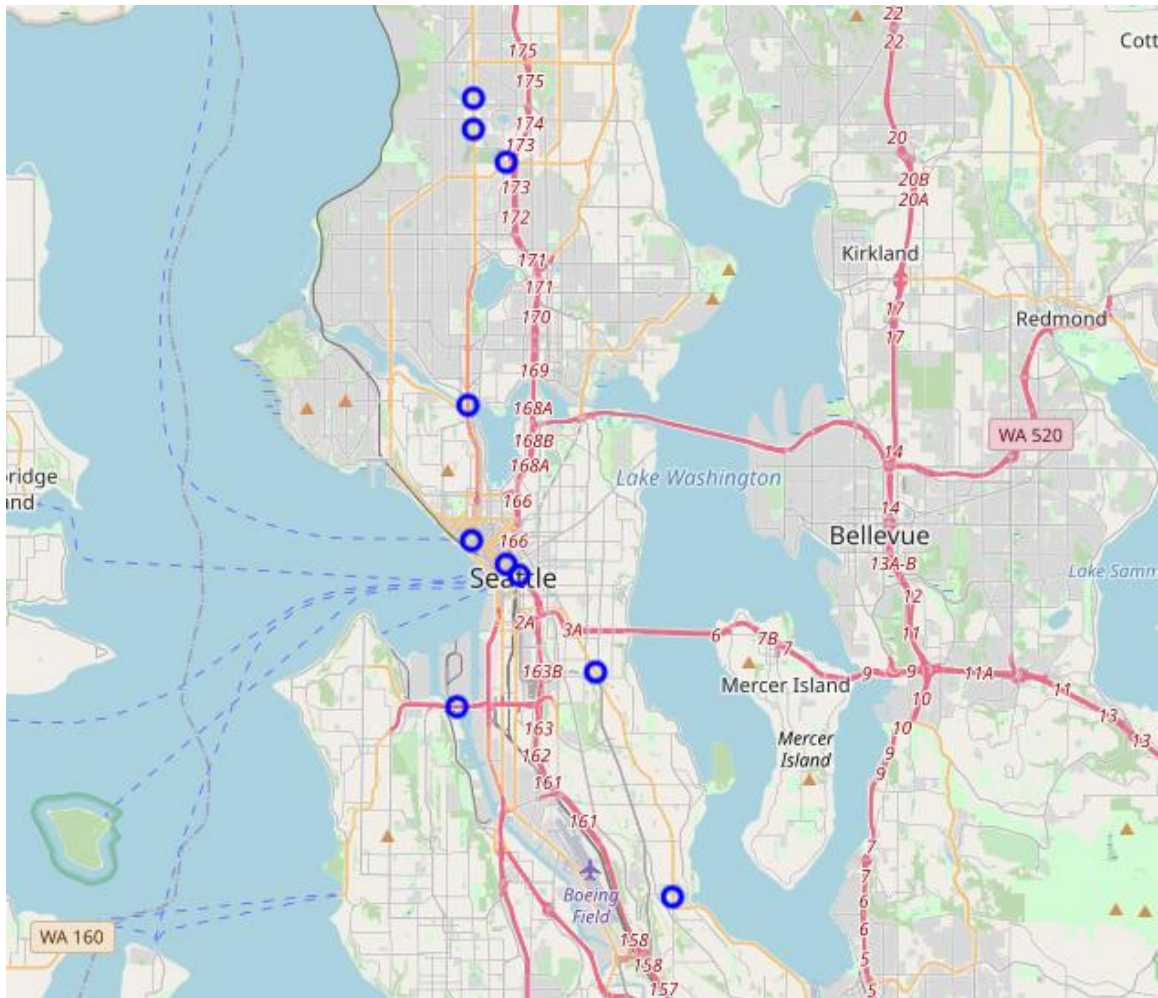 22
22
Cott
175
175
174
173
173
172
171
171
170
169
168A
168B
168A
166
166
20
20B
20A
Kirkland
17
17
Redmond
WA 520
14
14
Lake Washington
Bellevue
13A-B
12
11
Lake Samm
ridge
nd
Seattle
2A
3A
6
7B
7
9
9
11A
11
13
13
10
10
9
9
7
7
6
6
5
5
Mercer Island
Mercer
Island
163B
163
162
161
161
Boeing
Field
158
158
157
WA 160